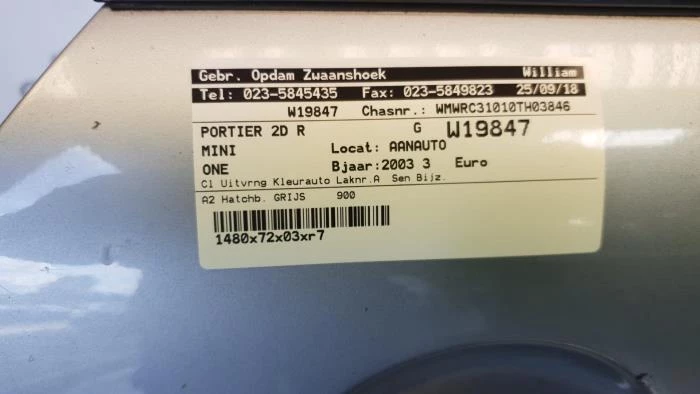 Gebr. Opdam Zwaanshoek William
Tel: 023-5845435 Fax: 023-5849823 25/09/18
W19847 Chasnr.: WMWRC31010TH03846
PORTIER 2D R G W19847
MINI Locat: AANAUTO
ONE Bjaar:2003 3 Euro
Cl Uitvrng Kleurauto Laknr.A Sen Bijz.
A2 Hatchb. GRIJS 900
1480x72x03xr7